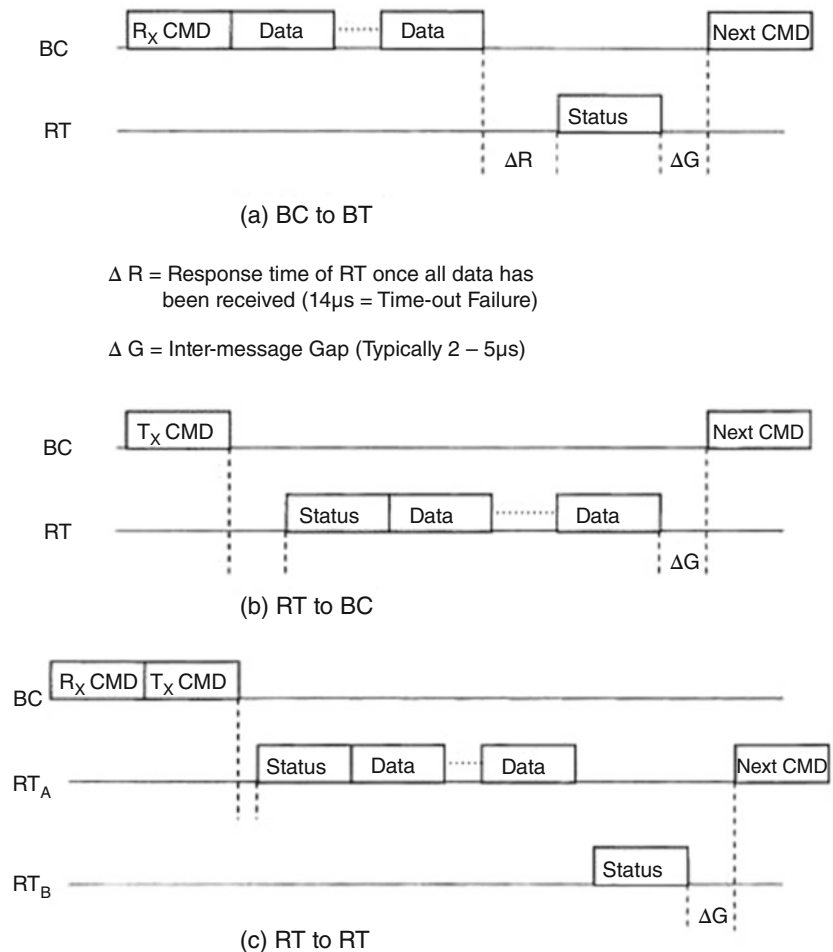 BC R_X CMD Data Data Next CMD
RT Status
ΔR ΔG
(a) BC to BT
Δ R = Response time of RT once all data has
been received (14µs = Time-out Failure)
Δ G = Inter-message Gap (Typically 2 – 5µs)
BC T_X CMD Next CMD
RT Status Data Data
ΔG
(b) RT to BC
BC R_X CMD T_X CMD
RT_A Status Data Data Next CMD
RT_B Status
ΔG
(c) RT to RT